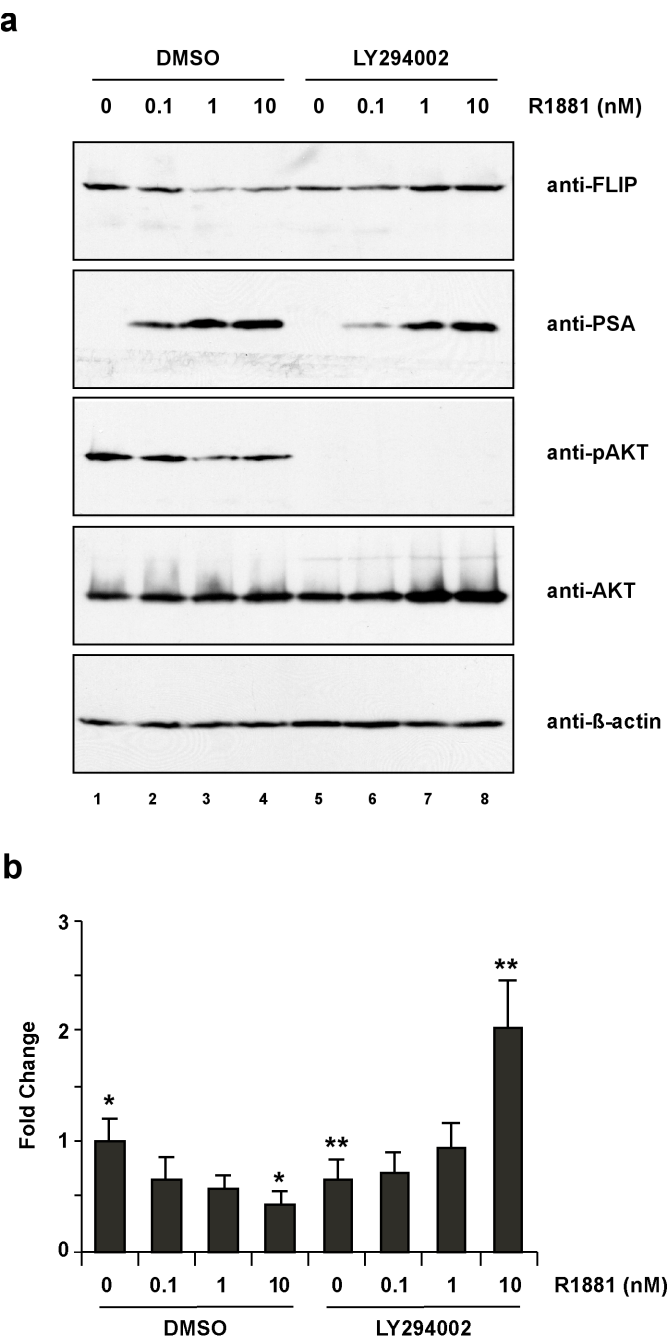 a
DMSO LY294002
0 0.1 1 10 0 0.1 1 10 R1881 (nM)
anti-FLIP
anti-PSA
anti-pAKT
anti-AKT
anti-ß-actin
1 2 3 4 5 6 7 8
b
Fold Change
3
2
1
0
* * ** **
0 0.1 1 10 0 0.1 1 10 R1881 (nM)
DMSO LY294002